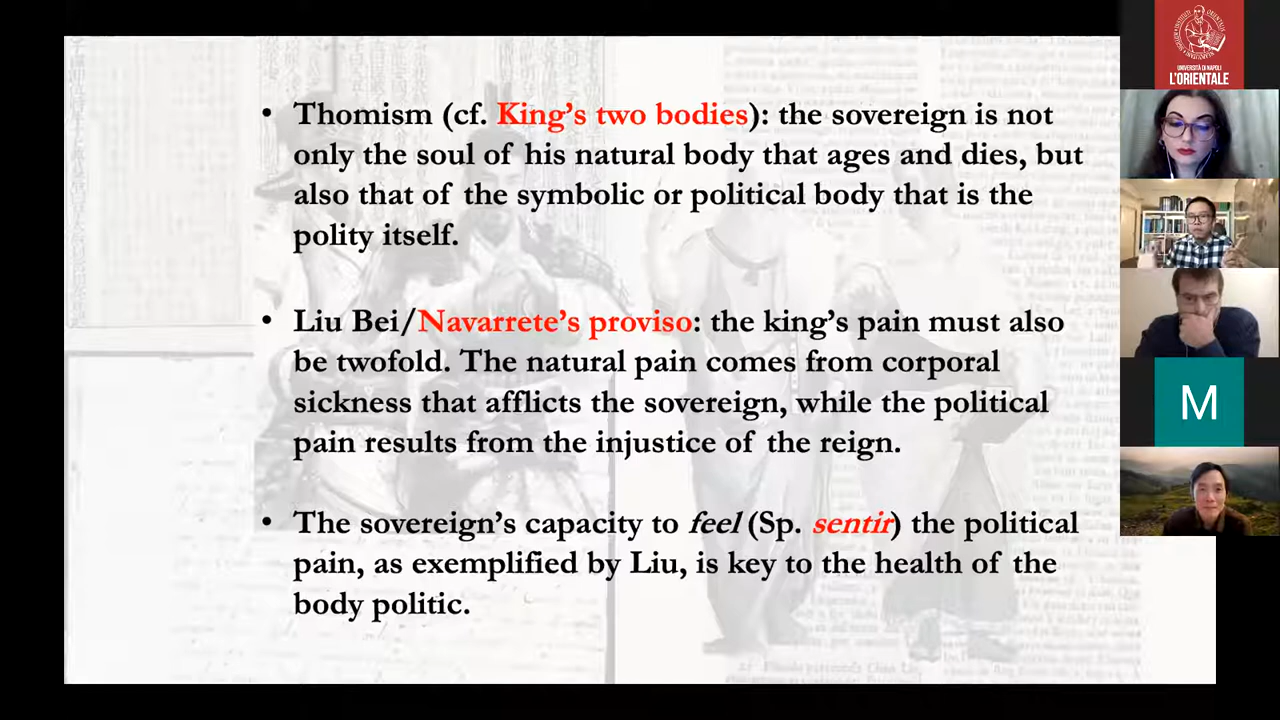 • Thomism (cf. King's two bodies): the sovereign is not
only the soul of his natural body that ages and dies, but
also that of the symbolic or political body that is the
polity itself.
• Liu Bei/Navarrete's proviso: the king's pain must also
be twofold. The natural pain comes from corporal
sickness that afflicts the sovereign, while the political
pain results from the injustice of the reign.
• The sovereign's capacity to feel (Sp. sentir) the political
pain, as exemplified by Liu, is key to the health of the
body politic.
UNIVERSITÀ DI NAPOLI
L'ORIENTALE
M